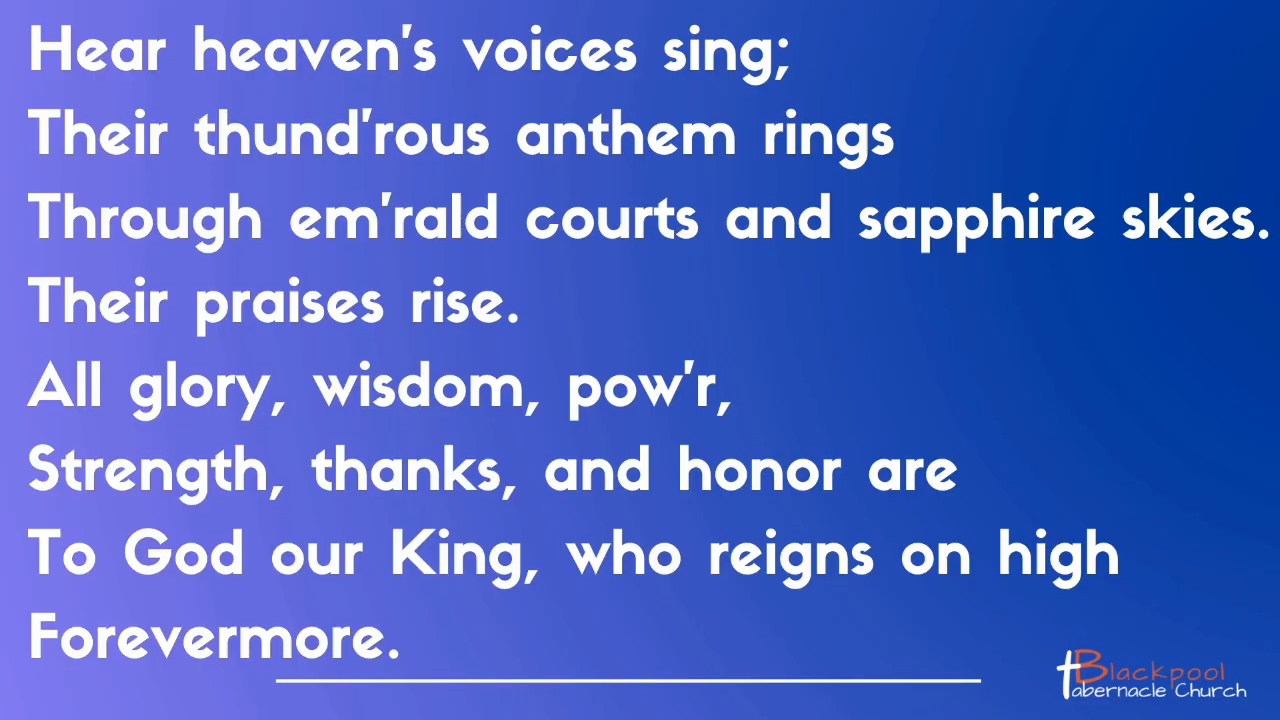 Hear heaven's voices sing;
Their thund'rous anthem rings
Through em'rald courts and sapphire skies.
Their praises rise.
All glory, wisdom, pow'r,
Strength, thanks, and honor are
To God our King, who reigns on high
Forevermore.
Blackpool
Tabernacle Church